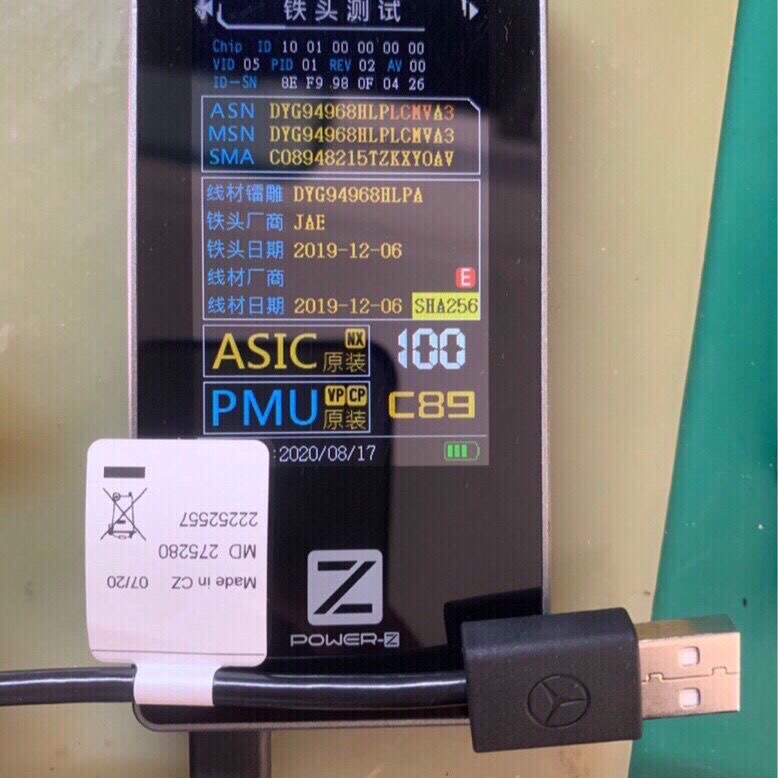 铁头测试
Chip ID 10 01 00 00 00 00
VID 05 PID 01 REV 02 AV 00
ID-SN 8E F9 98 0F 04 26
ASN DYG94968HLPLCMVA3
MSN DYG94968HLPLCMVA3
SMA C08948215TZKXYOAV
线材镭雕 DYG94968HLPA
铁头厂商 JAE
铁头日期 2019-12-06
线材厂商 E
线材日期 2019-12-06 SHA256
ASIC NX 原装 100
PMU VP CP 原装 C89
:2020/08/17
Made in CZ 07/20
MD 275280
22252557
Z
POWER-Z